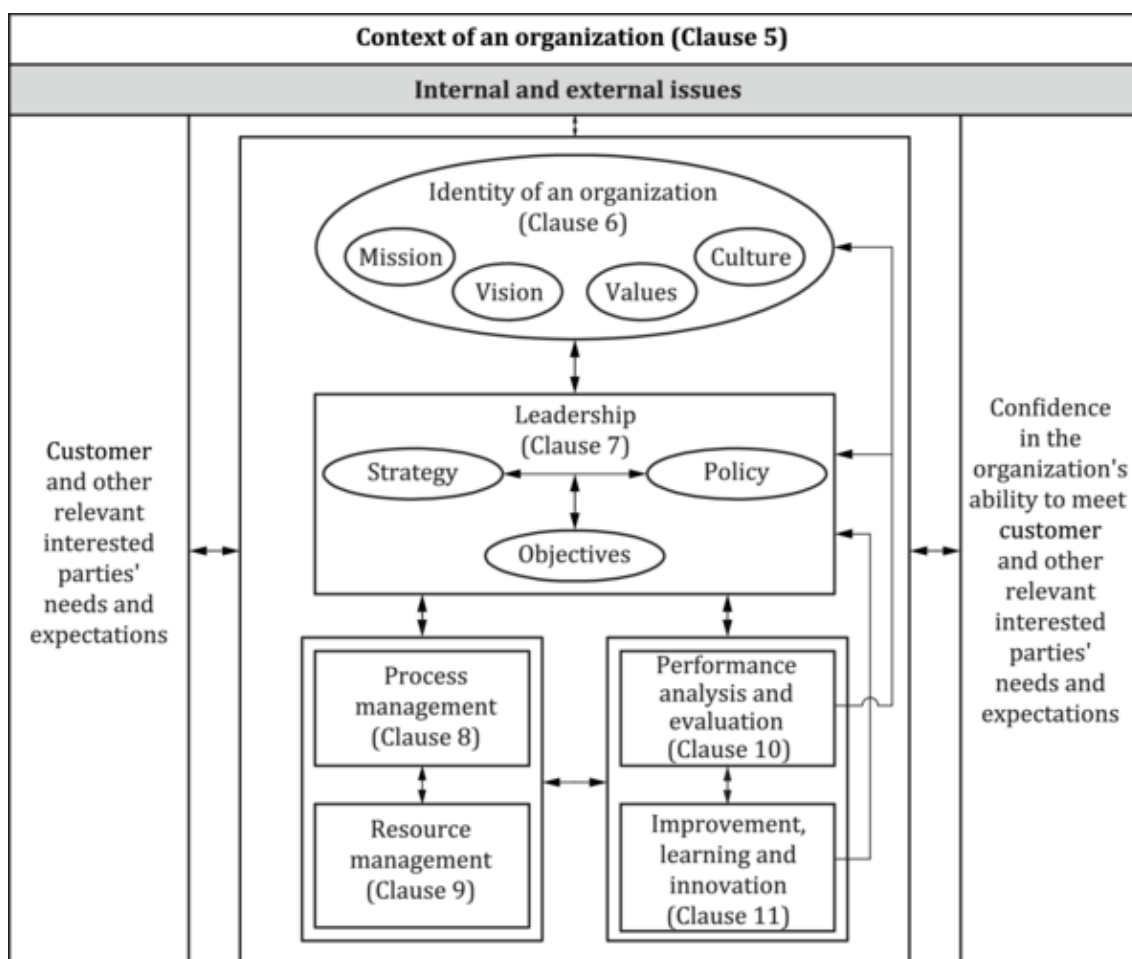 Context of an organization (Clause 5)
Internal and external issues
Customer
and other
relevant
interested
parties'
needs and
expectations
Identity of an organization
(Clause 6)
Mission
Vision
Values
Culture
Leadership
(Clause 7)
Strategy
Policy
Objectives
Process
management
(Clause 8)
Resource
management
(Clause 9)
Performance
analysis and
evaluation
(Clause 10)
Improvement,
learning and
innovation
(Clause 11)
Confidence
in the
organization's
ability to meet
customer
and other
relevant
interested
parties'
needs and
expectations